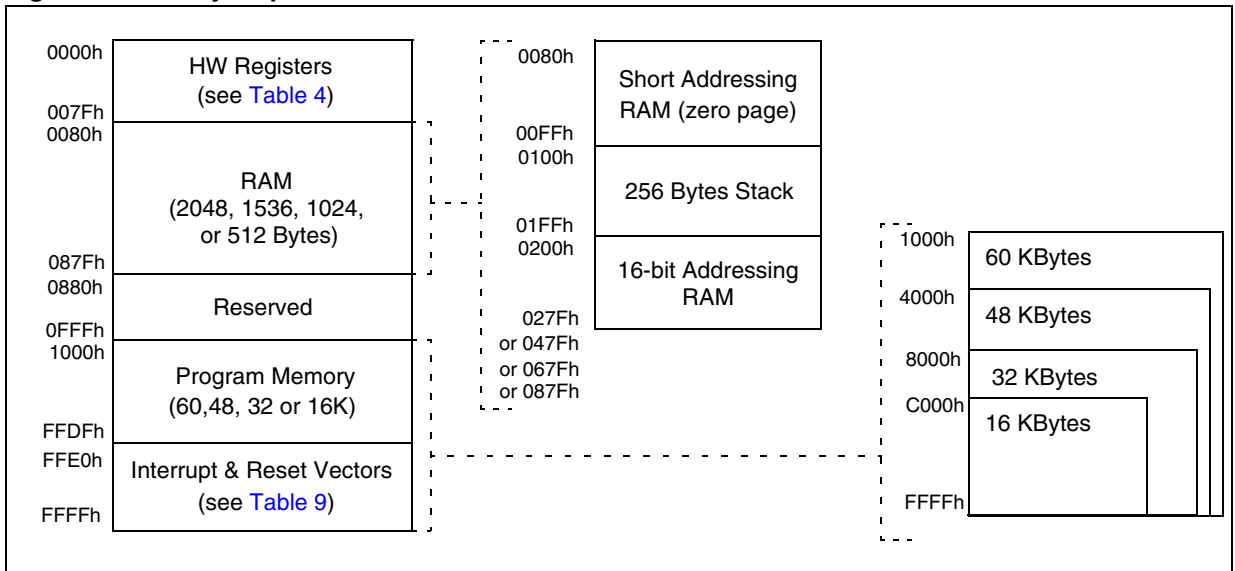 0000h
HW Registers
(see Table 4)
007Fh
0080h
RAM
(2048, 1536, 1024,
or 512 Bytes)
087Fh
0880h
Reserved
0FFFh
1000h
Program Memory
(60,48, 32 or 16K)
FFDFh
FFE0h
Interrupt & Reset Vectors
(see Table 9)
FFFFh
0080h
Short Addressing
RAM (zero page)
00FFh
0100h
256 Bytes Stack
01FFh
0200h
16-bit Addressing
RAM
027Fh
or 047Fh
or 067Fh
or 087Fh
1000h
60 KBytes
4000h
48 KBytes
8000h
32 KBytes
C000h
16 KBytes
FFFFh